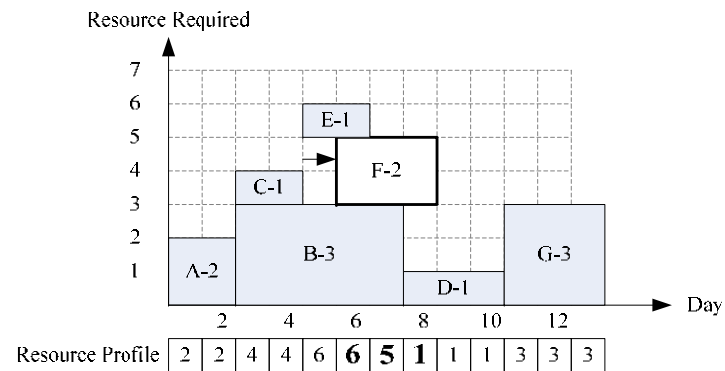 Resource Required
7
6
5
4
3
2
1
E-1
F-2
C-1
B-3
A-2
D-1
G-3
Day
2 4 6 8 10 12
Resource Profile 2 2 4 4 6 6 5 1 1 1 3 3 3